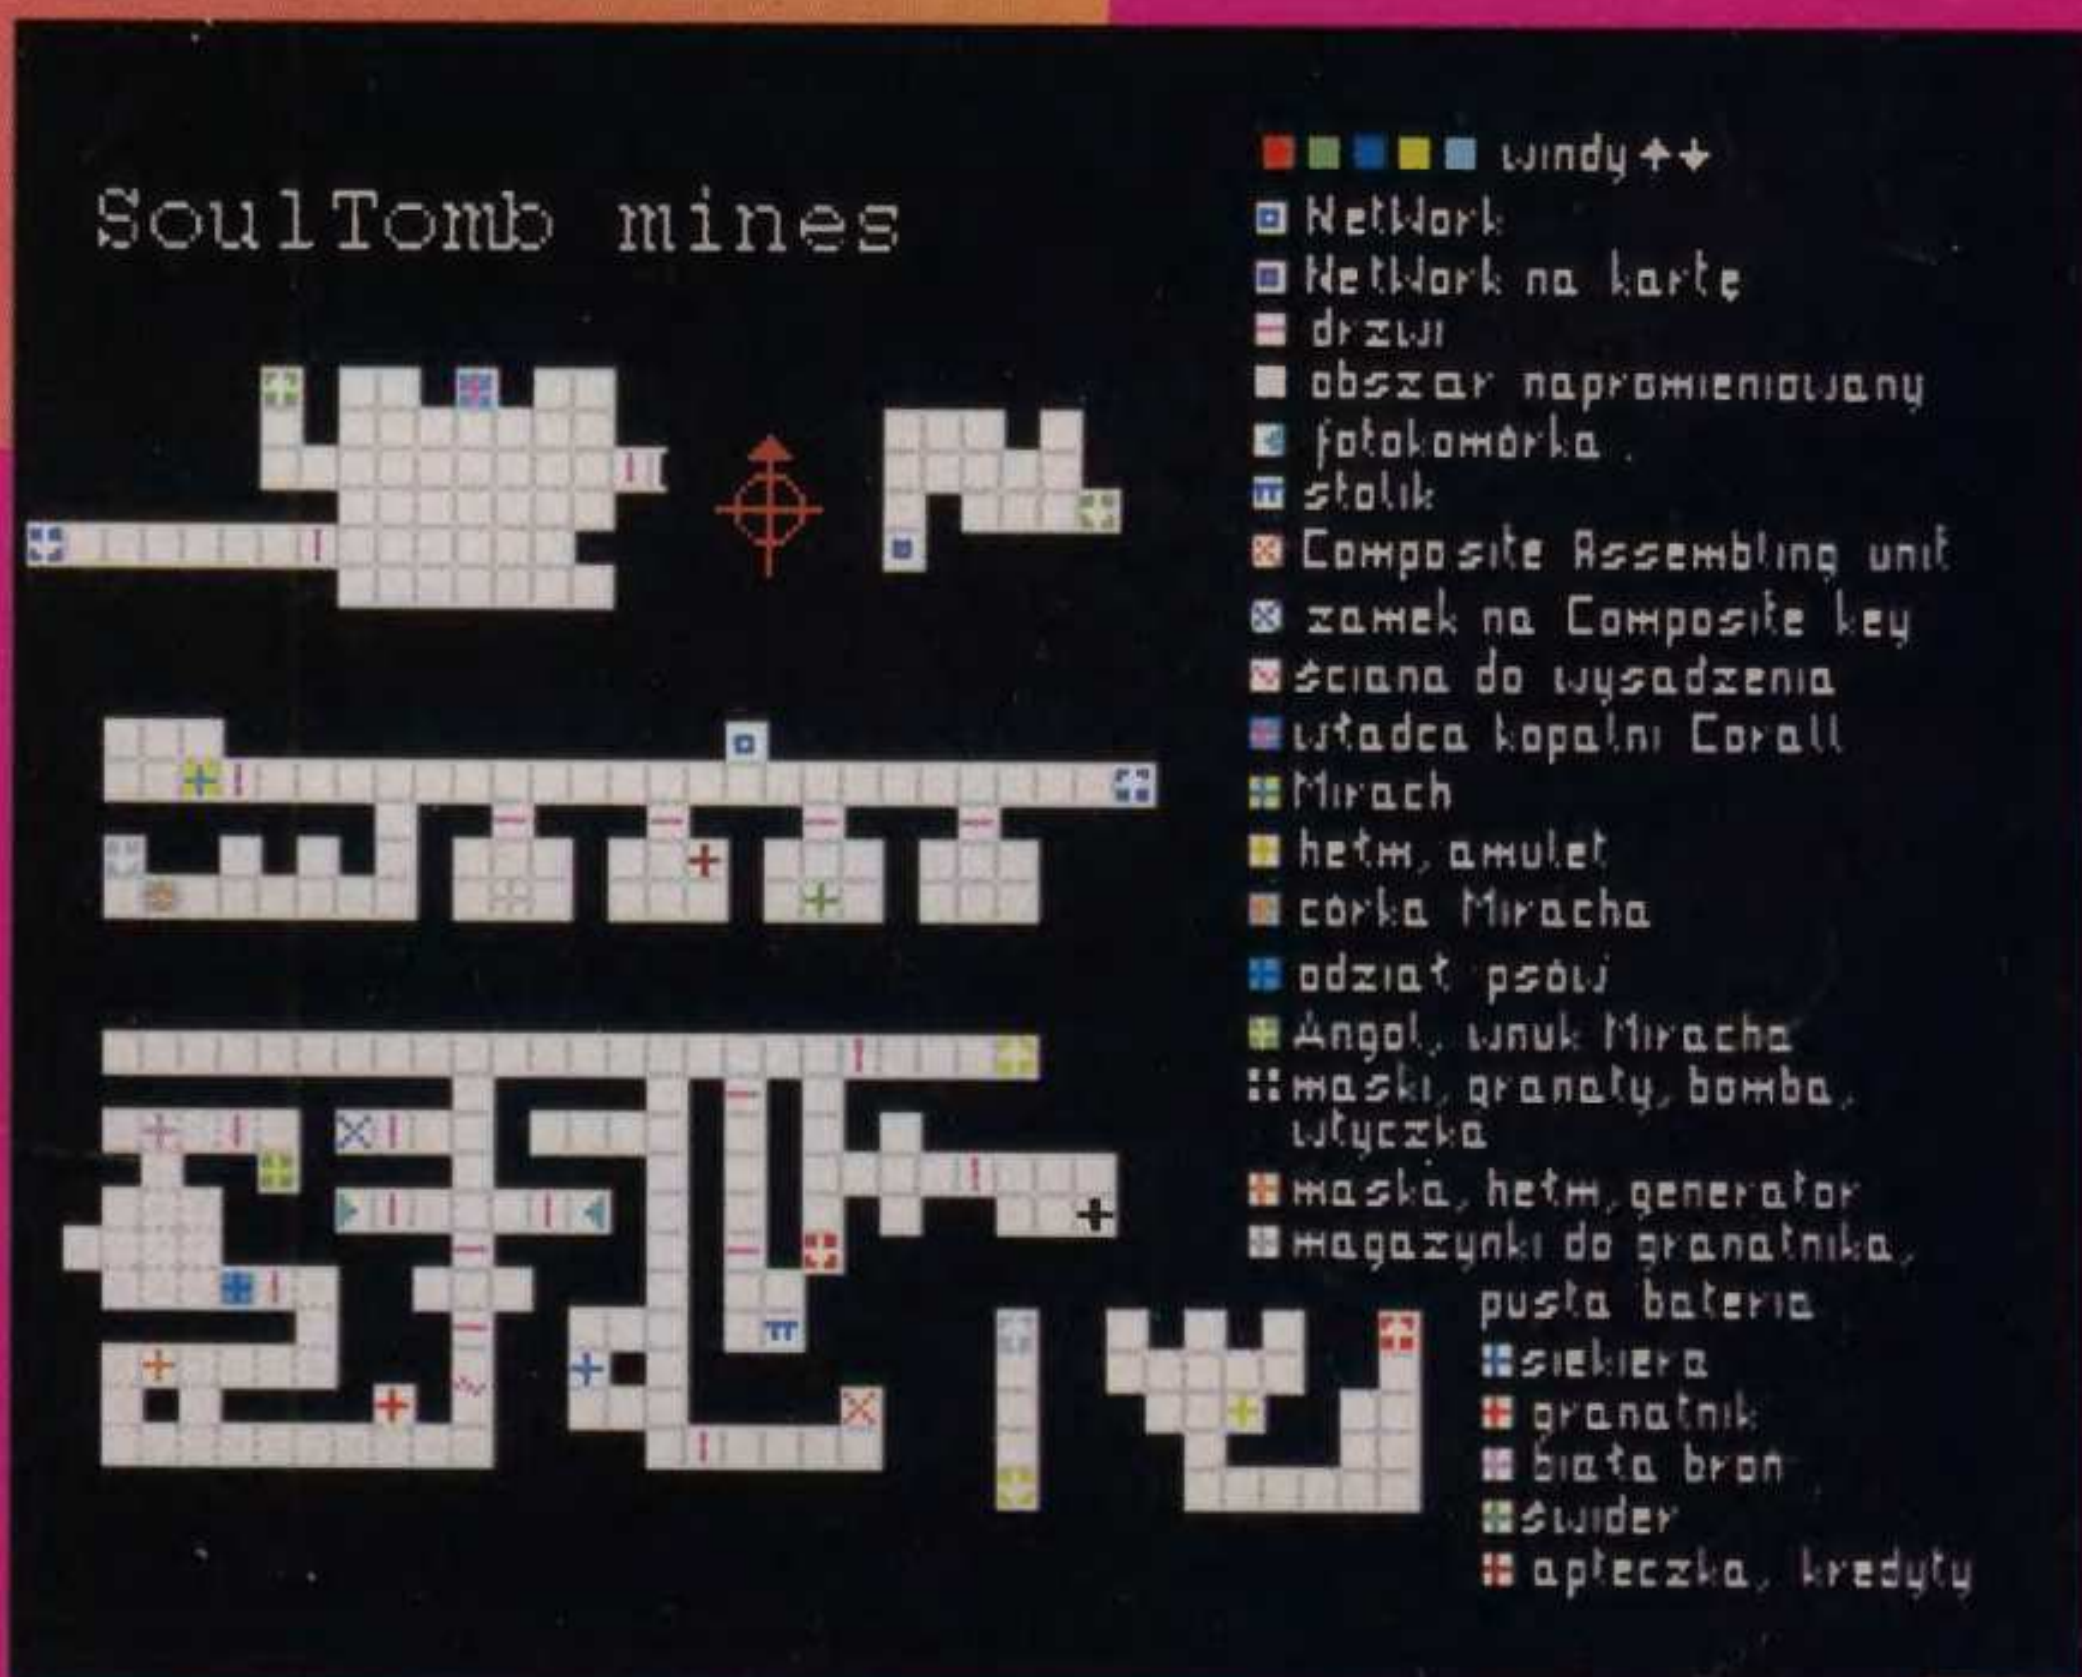 SoulTomb mines
windy
NetWork
NetWork na kartę
drzwi
obszar napromieniowany
fotokomórka.
stolik
Composite Assembling unit
zamek na Composite key
ściana do wysadzenia
władca kopalni Corall
Mirach
hełm, amulet
córka Miracha
odział psów
Angol, wnuk Miracha
maski, granaty, bomba,
wtyczka
maska, hełm, generator
magazynki do granatnika,
pusta bateria
siekiera
granatnik
biała broń
świder
apteczka, kredyty